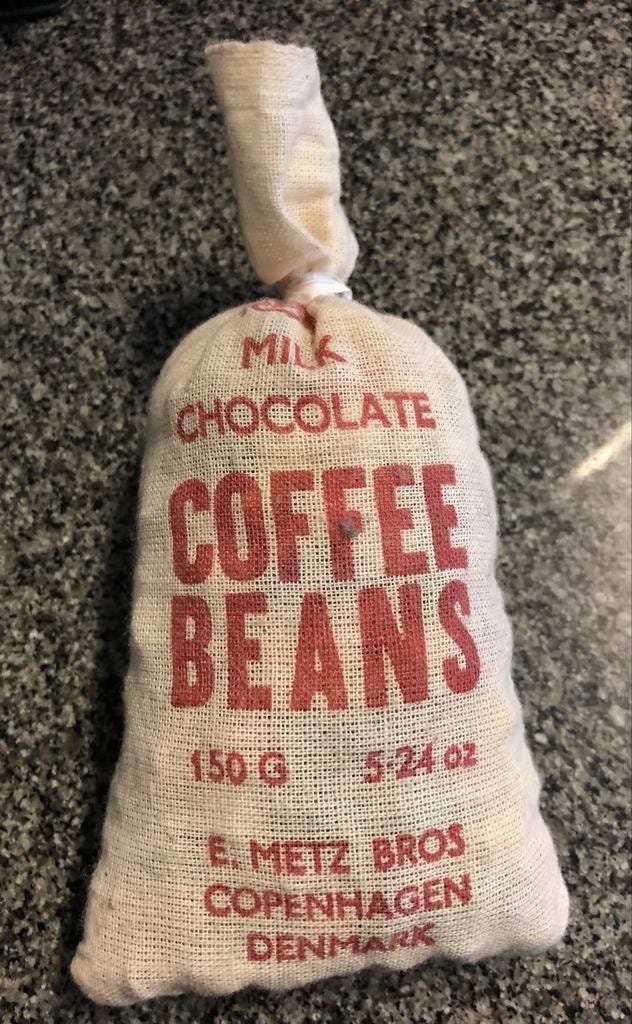 MILK
CHOCOLATE
COFFEE
BEANS
150 G 5·24 oz
E. METZ BROS
COPENHAGEN
DENMARK